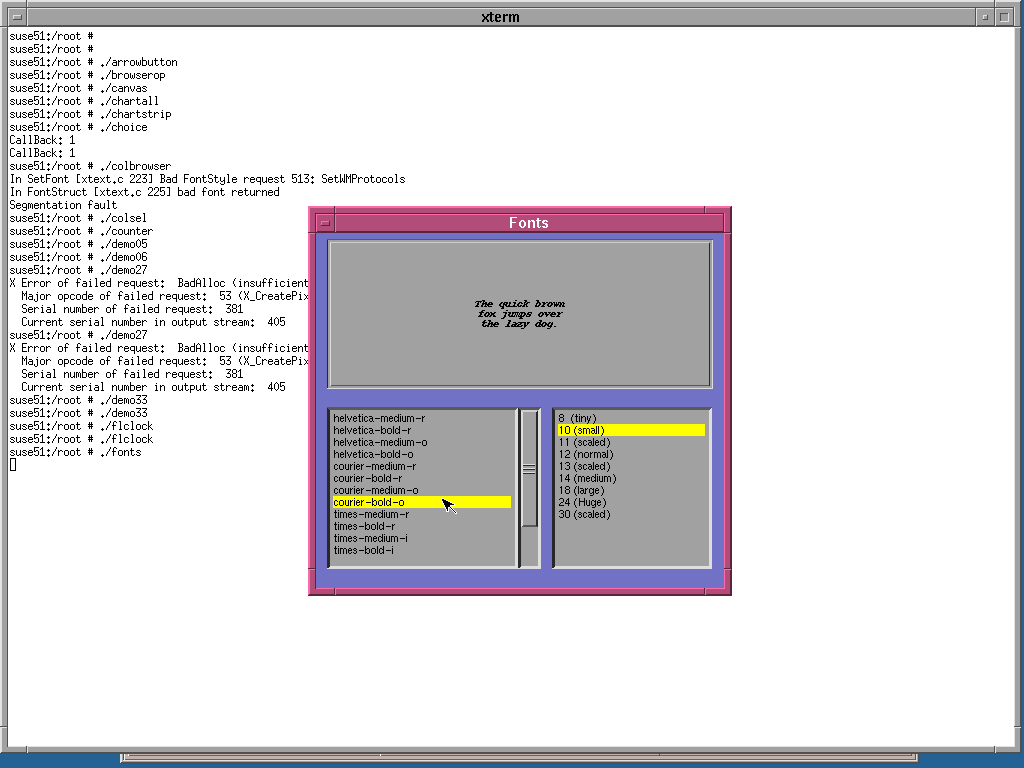 xterm
suse51:/root #
suse51:/root #
suse51:/root # ./arrowbutton
suse51:/root # ./browserop
suse51:/root # ./canvas
suse51:/root # ./chartall
suse51:/root # ./chartstrip
suse51:/root # ./choice
CallBack: 1
CallBack: 1
suse51:/root # ./colbrowser
In SetFont [xtext.c 223] Bad FontStyle request 513: SetWMProtocols
In FontStruct [xtext.c 225] bad font returned
Segmentation fault
suse51:/root # ./colsel
suse51:/root # ./counter
suse51:/root # ./demo05
suse51:/root # ./demo06
suse51:/root # ./demo27
X Error of failed request:  BadAlloc (insufficient
  Major opcode of failed request:  53 (X_CreatePix
  Serial number of failed request:  381
  Current serial number in output stream:  405
suse51:/root # ./demo27
X Error of failed request:  BadAlloc (insufficient
  Major opcode of failed request:  53 (X_CreatePix
  Serial number of failed request:  381
  Current serial number in output stream:  405
suse51:/root # ./demo33
suse51:/root # ./demo33
suse51:/root # ./flclock
suse51:/root # ./flclock
suse51:/root # ./fonts
Fonts
The quick brown
fox jumps over
the lazy dog.
helvetica-medium-r
helvetica-bold-r
helvetica-medium-o
helvetica-bold-o
courier-medium-r
courier-bold-r
courier-medium-o
courier-bold-o
times-medium-r
times-bold-r
times-medium-i
times-bold-i
8 (tiny)
10 (small)
11 (scaled)
12 (normal)
13 (scaled)
14 (medium)
18 (large)
24 (Huge)
30 (scaled)